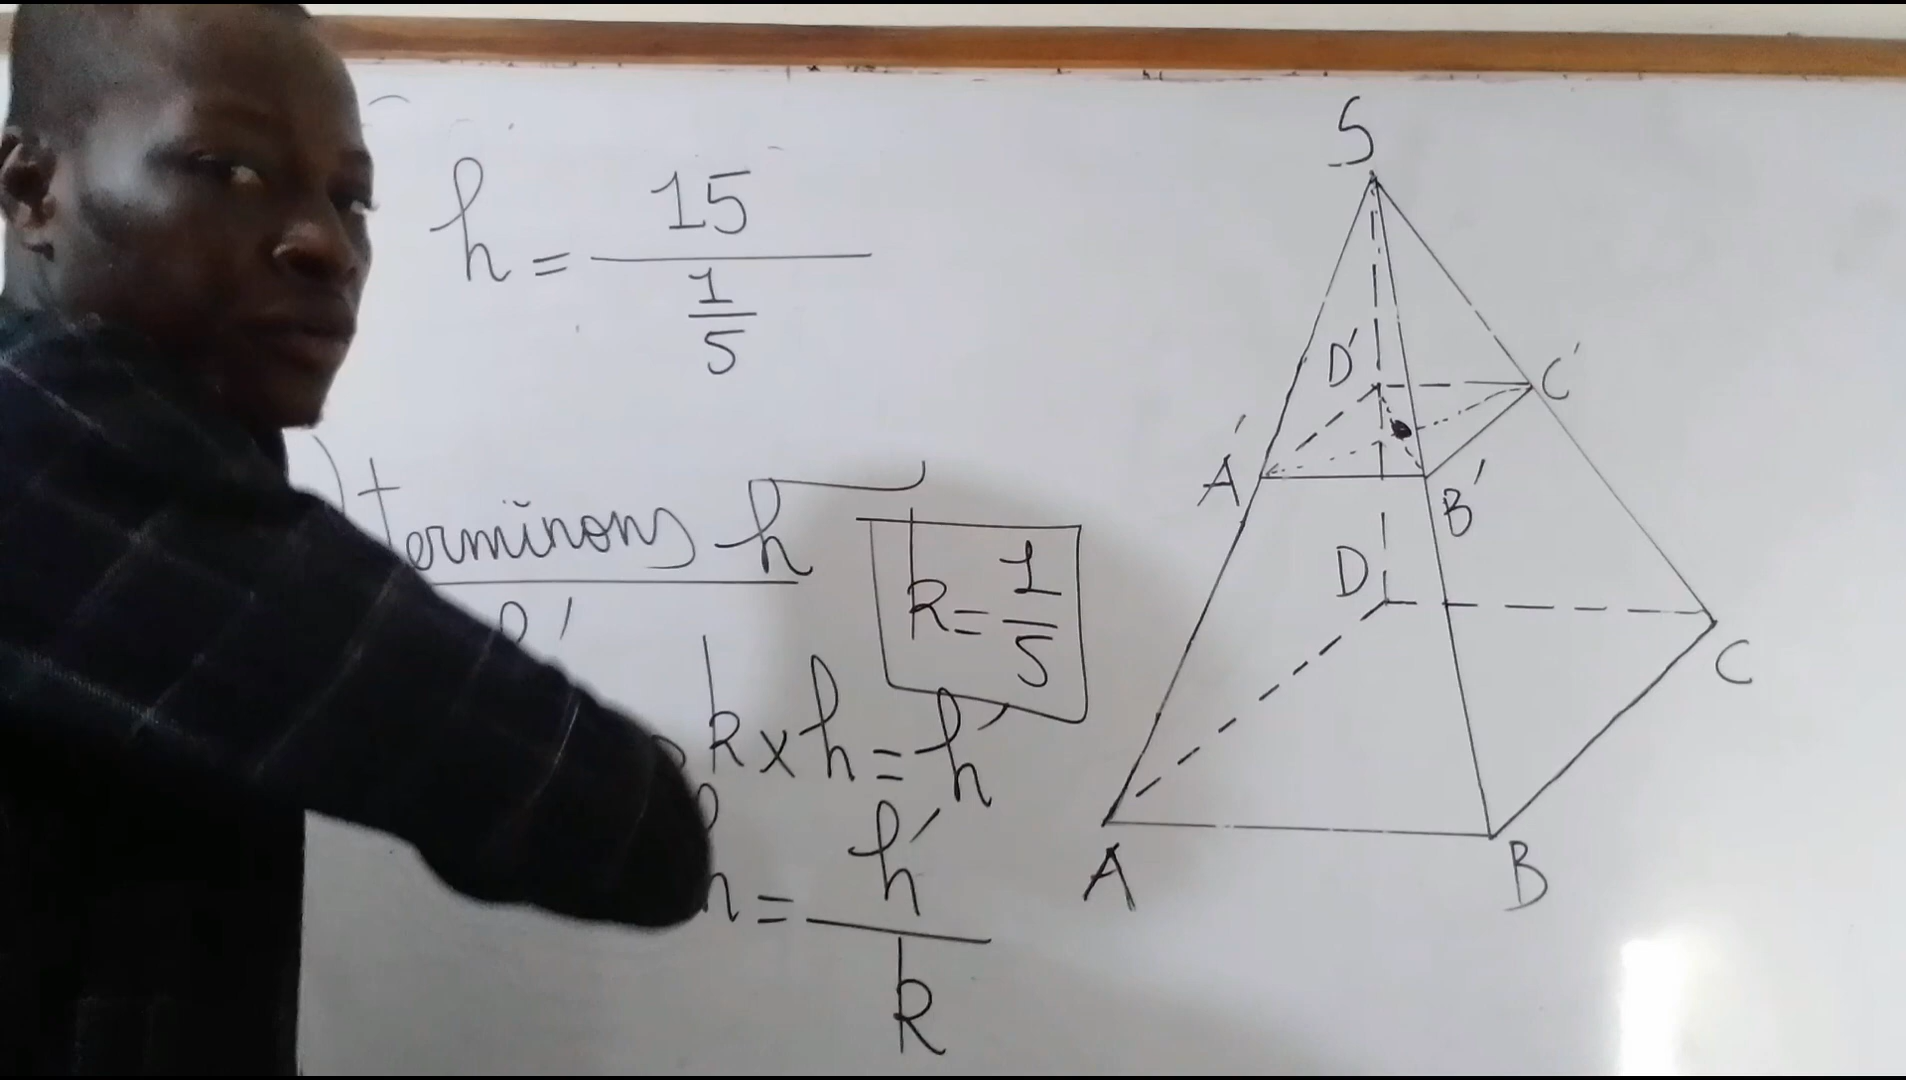 h = 15 / 1/5
terminons h
k = 1/5
k x h = h'
h = h' / k
S
D' C'
A' B'
D C
A B